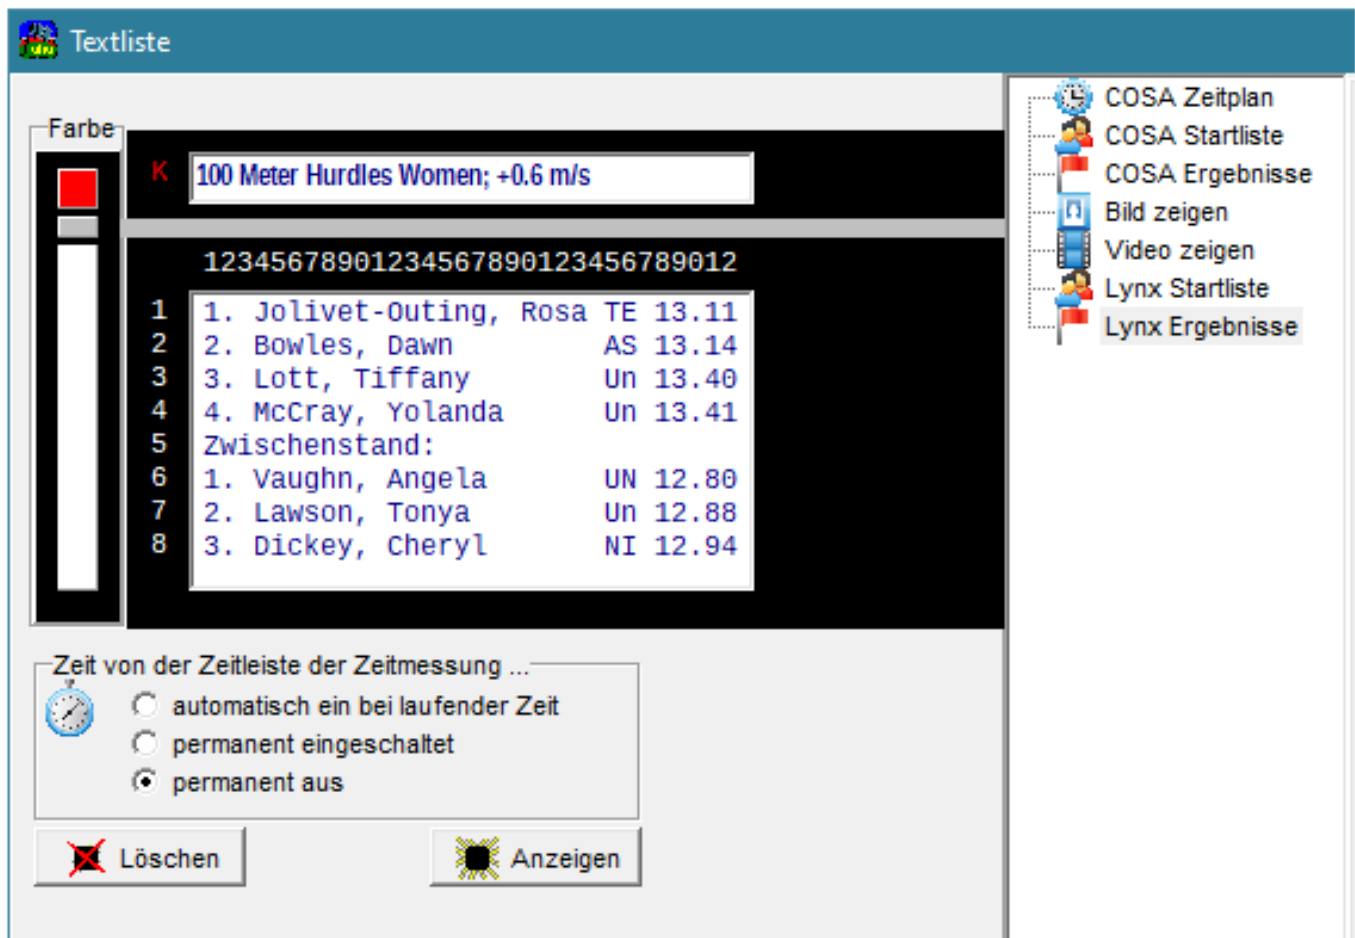 Textliste
Farbe
K 100 Meter Hurdles Women; +0.6 m/s
12345678901234567890123456789012
1 1. Jolivet-Outing, Rosa TE 13.11
2 2. Bowles, Dawn AS 13.14
3 3. Lott, Tiffany Un 13.40
4 4. McCray, Yolanda Un 13.41
5 Zwischenstand:
6 1. Vaughn, Angela UN 12.80
7 2. Lawson, Tonya Un 12.88
8 3. Dickey, Cheryl NI 12.94
Zeit von der Zeitleiste der Zeitmessung ...
automatisch ein bei laufender Zeit
permanent eingeschaltet
permanent aus
Löschen
Anzeigen
COSA Zeitplan
COSA Startliste
COSA Ergebnisse
Bild zeigen
Video zeigen
Lynx Startliste
Lynx Ergebnisse